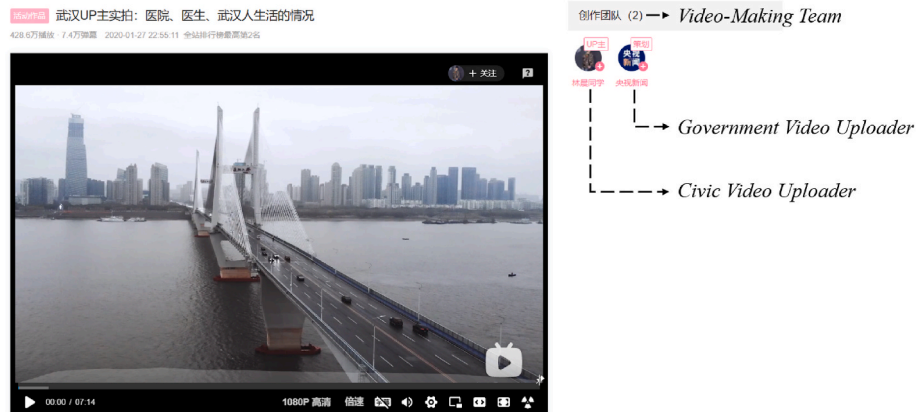 活动作品 武汉UP主实拍：医院、医生、武汉人生活的情况
428.6万播放 · 7.4万弹幕 2020-01-27 22:55:11 全站排行榜最高第2名
+ 关注
00:00 / 07:14 1080P 高清 倍速
创作团队 (2) Video-Making Team
UP主 策划
央视新闻
林晨同学 央视新闻
Government Video Uploader
Civic Video Uploader